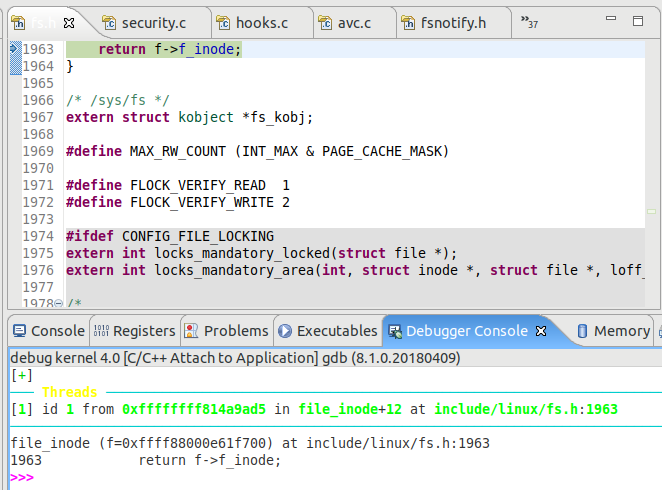 fs.h security.c hooks.c avc.c fsnotify.h »37
1963 return f->f_inode;
1964 }
1965
1966 /* /sys/fs */
1967 extern struct kobject *fs_kobj;
1968
1969 #define MAX_RW_COUNT (INT_MAX & PAGE_CACHE_MASK)
1970
1971 #define FLOCK_VERIFY_READ  1
1972 #define FLOCK_VERIFY_WRITE 2
1973
1974 #ifdef CONFIG_FILE_LOCKING
1975 extern int locks_mandatory_locked(struct file *);
1976 extern int locks_mandatory_area(int, struct inode *, struct file *, loff_
1977
1978 /*
Console Registers Problems Executables Debugger Console Memory
debug kernel 4.0 [C/C++ Attach to Application] gdb (8.1.0.20180409)
[+]
Threads
[1] id 1 from 0xffffffff814a9ad5 in file_inode+12 at include/linux/fs.h:1963
file_inode (f=0xffff88000e61f700) at include/linux/fs.h:1963
1963 return f->f_inode;
>>>